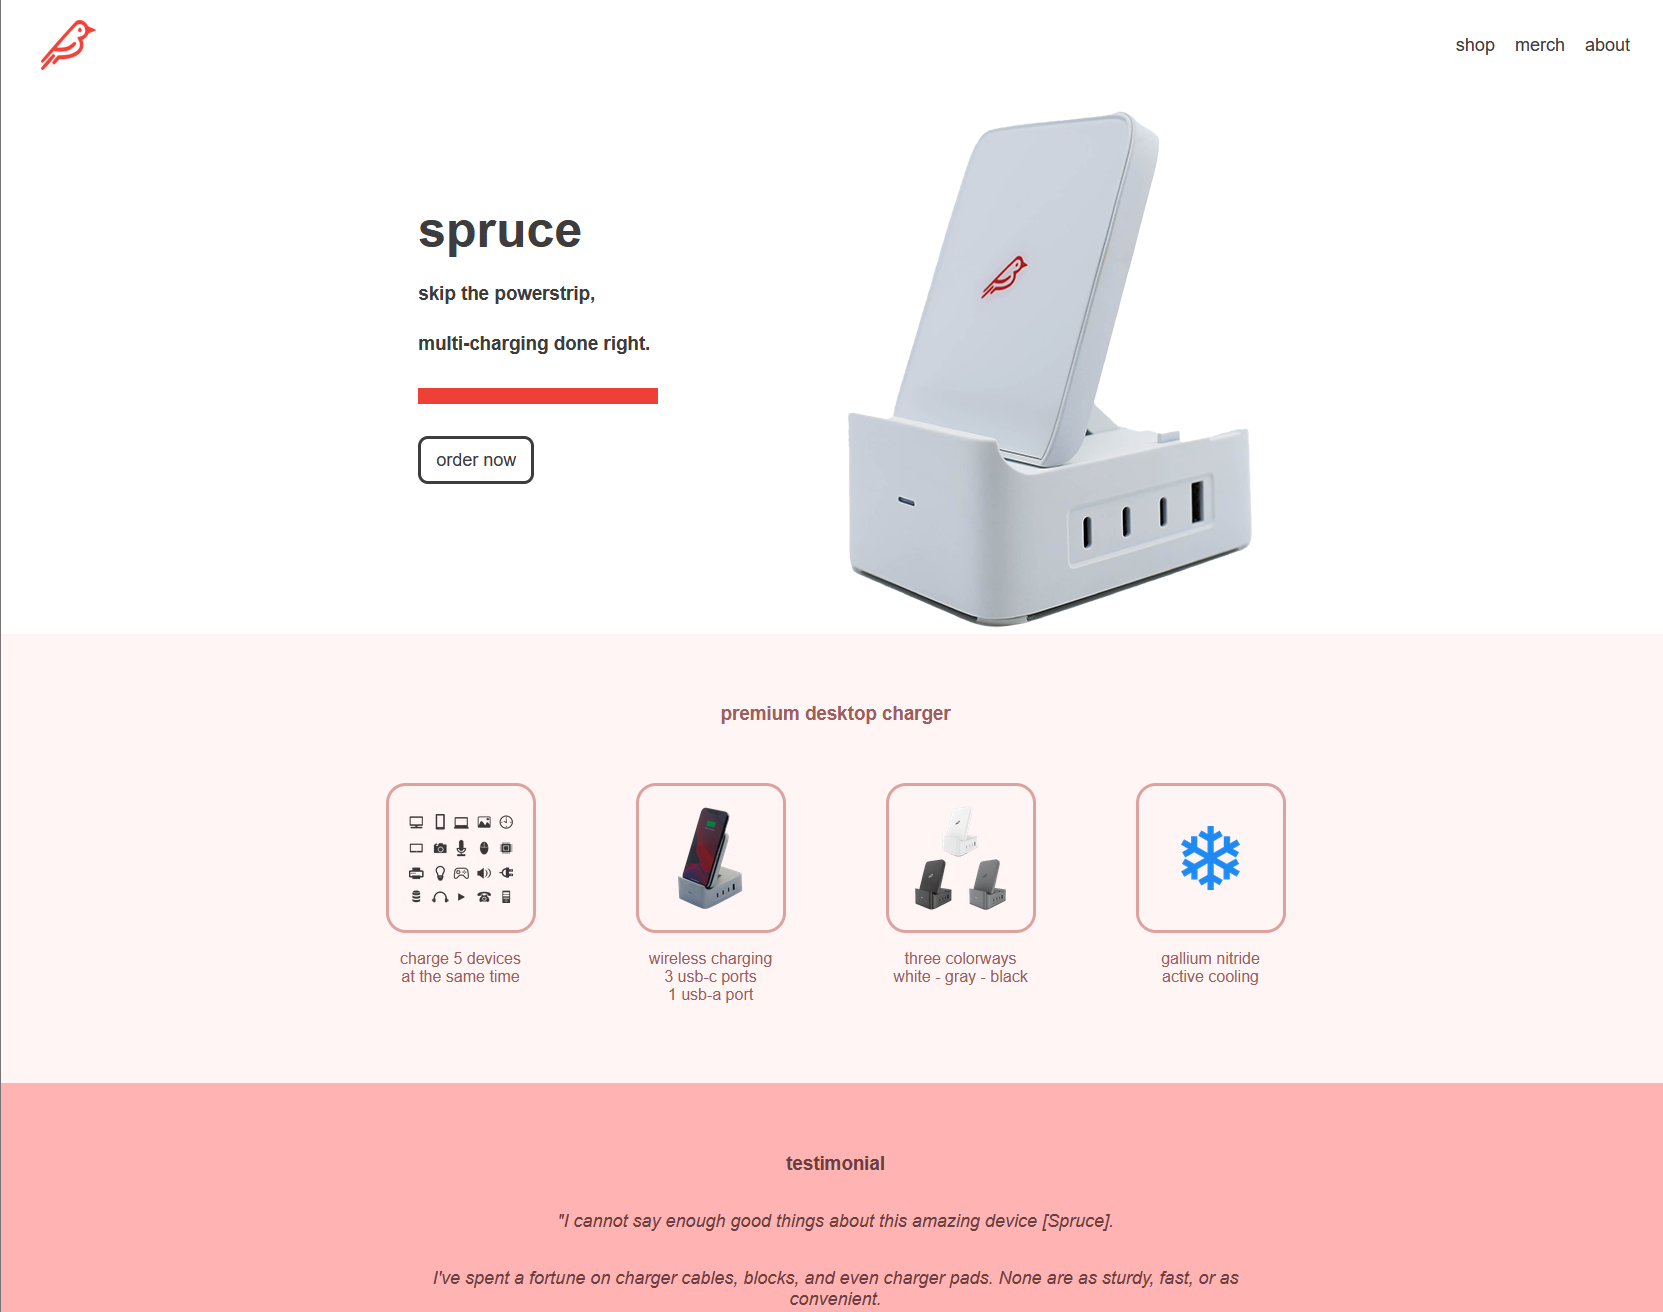 shop merch about
spruce
skip the powerstrip,
multi-charging done right.
order now
premium desktop charger
charge 5 devices
at the same time
wireless charging
3 usb-c ports
1 usb-a port
three colorways
white - gray - black
gallium nitride
active cooling
testimonial
"I cannot say enough good things about this amazing device [Spruce].
I've spent a fortune on charger cables, blocks, and even charger pads. None are as sturdy, fast, or as
convenient.